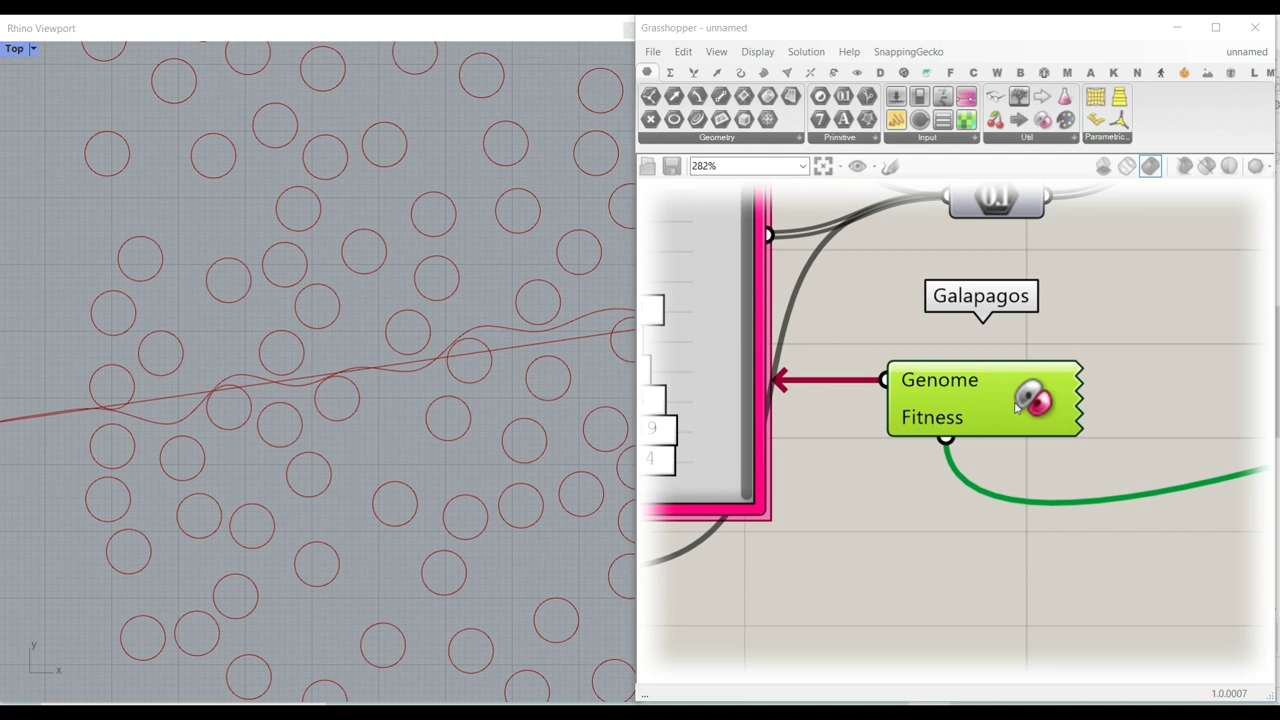 Rhino Viewport
Top
y
x
Grasshopper - unnamed
File Edit View Display Solution Help SnappingGecko unnamed
D F C W B M A K N L M
Geometry Primitive Input Util Parametric...
282%
0.1
Galapagos
Genome
Fitness
9
4
... 1.0.0007